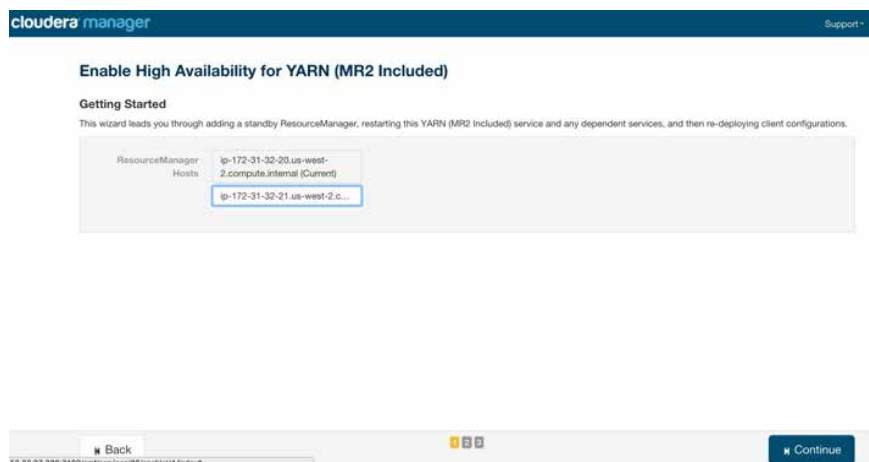 cloudera manager
Support
Enable High Availability for YARN (MR2 Included)
Getting Started
This wizard leads you through adding a standby ResourceManager, restarting this YARN (MR2 Included) service and any dependent services, and then re-deploying client configurations.
ResourceManager
Hosts
ip-172-31-32-20.us-west-
2.compute.internal (Current)
ip-172-31-32-21.us-west-2.c...
Back
1 2 3
Continue